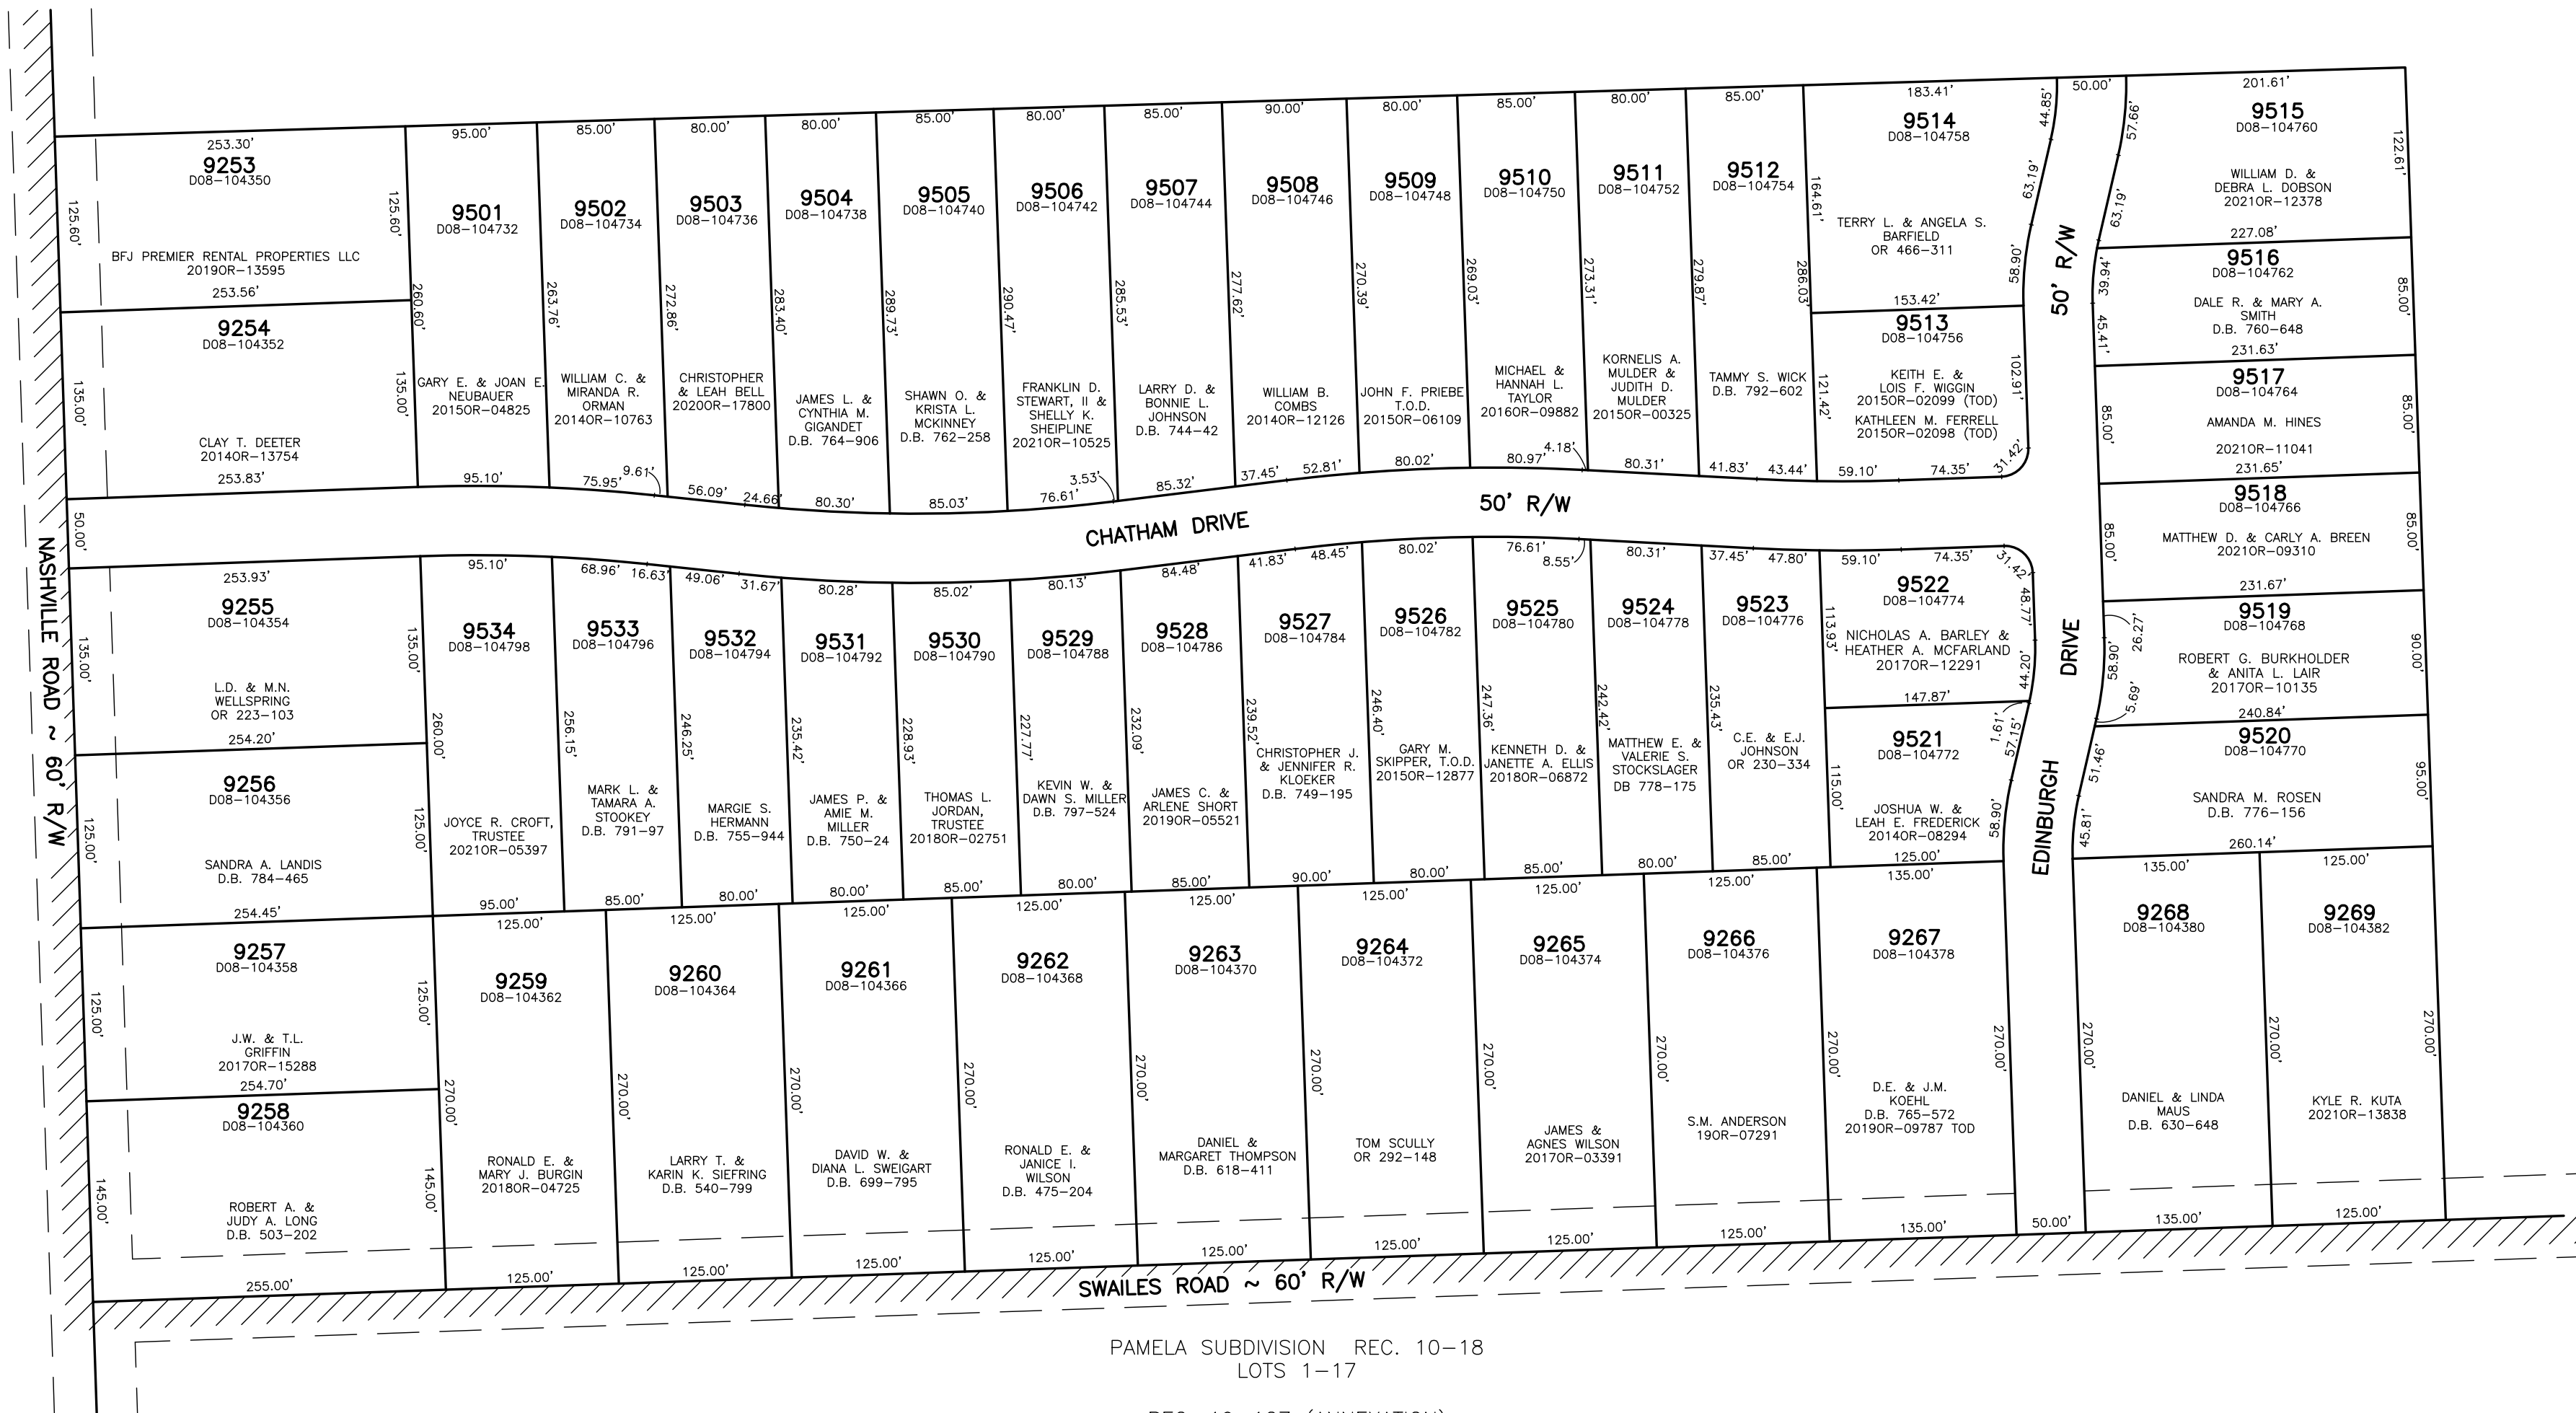 253.30'
9253
D08-104350
125.60'
125.60'
BFJ PREMIER RENTAL PROPERTIES LLC
2019OR-13595
253.56'
9254
D08-104352
135.00'
135.00'
CLAY T. DEETER
2014OR-13754
253.83'
95.00'
9501
D08-104732
260.60'
GARY E. & JOAN E.
NEUBAUER
2015OR-04825
95.10'
85.00'
9502
D08-104734
263.76'
WILLIAM C. &
MIRANDA R.
ORMAN
2014OR-10763
75.95'
9.61'
80.00'
9503
D08-104736
272.86'
CHRISTOPHER
& LEAH BELL
2020OR-17800
56.09'
24.66'
80.00'
9504
D08-104738
283.40'
JAMES L. &
CYNTHIA M.
GIGANDET
D.B. 764-906
80.30'
85.00'
9505
D08-104740
289.73'
SHAWN O. &
KRISTA L.
MCKINNEY
D.B. 762-258
85.03'
80.00'
9506
D08-104742
290.47'
FRANKLIN D.
STEWART, II &
SHELLY K.
SHEIPLINE
2021OR-10525
76.61'
3.53'
85.00'
9507
D08-104744
285.53'
LARRY D. &
BONNIE L.
JOHNSON
D.B. 744-42
85.32'
90.00'
9508
D08-104746
277.62'
WILLIAM B.
COMBS
2014OR-12126
37.45'
52.81'
80.00'
9509
D08-104748
270.39'
JOHN F. PRIEBE
T.O.D.
2015OR-06109
80.02'
85.00'
9510
D08-104750
269.03'
MICHAEL &
HANNAH L.
TAYLOR
2016OR-09882
80.97'
4.18'
80.00'
9511
D08-104752
273.31'
KORNELIS A.
MULDER &
JUDITH D.
MULDER
2015OR-00325
80.31'
85.00'
9512
D08-104754
279.87'
286.03'
TAMMY S. WICK
D.B. 792-602
41.83'
43.44'
183.41'
9514
D08-104758
164.61'
44.85'
63.19'
58.90'
TERRY L. & ANGELA S.
BARFIELD
OR 466-311
153.42'
9513
D08-104756
121.42'
102.91'
KEITH E. &
LOIS F. WIGGIN
2015OR-02099 (TOD)
KATHLEEN M. FERRELL
2015OR-02098 (TOD)
59.10'
74.35'
31.42'
50.00'
50' R/W
201.61'
9515
D08-104760
57.66'
63.19'
122.61'
WILLIAM D. &
DEBRA L. DOBSON
2021OR-12378
227.08'
9516
D08-104762
39.94'
45.41'
85.00'
DALE R. & MARY A.
SMITH
D.B. 760-648
231.63'
9517
D08-104764
85.00'
85.00'
AMANDA M. HINES
2021OR-11041
231.65'
9518
D08-104766
85.00'
85.00'
MATTHEW D. & CARLY A. BREEN
2021OR-09310
231.67'
9519
D08-104768
26.27'
58.90'
5.69'
90.00'
ROBERT G. BURKHOLDER
& ANITA L. LAIR
2017OR-10135
240.84'
9520
D08-104770
51.46'
45.81'
95.00'
SANDRA M. ROSEN
D.B. 776-156
260.14'
50.00'
CHATHAM DRIVE
50' R/W
NASHVILLE ROAD ~ 60' R/W
EDINBURGH DRIVE
253.93'
9255
D08-104354
135.00'
135.00'
L.D. & M.N.
WELLSPRING
OR 223-103
254.20'
9256
D08-104356
125.00'
125.00'
SANDRA A. LANDIS
D.B. 784-465
254.45'
95.10'
9534
D08-104798
260.00'
JOYCE R. CROFT,
TRUSTEE
2021OR-05397
95.00'
68.96'
16.63'
9533
D08-104796
256.15'
MARK L. &
TAMARA A.
STOOKEY
D.B. 791-97
85.00'
49.06'
31.67'
9532
D08-104794
246.25'
MARGIE S.
HERMANN
D.B. 755-944
80.00'
80.28'
9531
D08-104792
235.42'
JAMES P. &
AMIE M.
MILLER
D.B. 750-24
80.00'
85.02'
9530
D08-104790
228.93'
THOMAS L.
JORDAN,
TRUSTEE
2018OR-02751
85.00'
80.13'
9529
D08-104788
227.77'
KEVIN W. &
DAWN S. MILLER
D.B. 797-524
80.00'
84.48'
9528
D08-104786
232.09'
JAMES C. &
ARLENE SHORT
2019OR-05521
85.00'
41.83'
48.45'
9527
D08-104784
239.52'
CHRISTOPHER J.
& JENNIFER R.
KLOEKER
D.B. 749-195
90.00'
80.02'
9526
D08-104782
246.40'
GARY M.
SKIPPER, T.O.D.
2015OR-12877
80.00'
76.61'
8.55'
9525
D08-104780
247.36'
KENNETH D. &
JANETTE A. ELLIS
2018OR-06872
85.00'
80.31'
9524
D08-104778
242.42'
MATTHEW E. &
VALERIE S.
STOCKSLAGER
DB 778-175
80.00'
37.45'
47.80'
9523
D08-104776
235.43'
C.E. & E.J.
JOHNSON
OR 230-334
85.00'
59.10'
74.35'
31.42'
9522
D08-104774
113.93'
48.77'
44.20'
NICHOLAS A. BARLEY &
HEATHER A. MCFARLAND
2017OR-12291
147.87'
1.61'
57.15'
9521
D08-104772
115.00'
58.90'
JOSHUA W. &
LEAH E. FREDERICK
2014OR-08294
125.00'
9257
D08-104358
125.00'
125.00'
J.W. & T.L.
GRIFFIN
2017OR-15288
254.70'
9258
D08-104360
145.00'
145.00'
ROBERT A. &
JUDY A. LONG
D.B. 503-202
255.00'
125.00'
9259
D08-104362
270.00'
RONALD E. &
MARY J. BURGIN
2018OR-04725
125.00'
125.00'
9260
D08-104364
270.00'
LARRY T. &
KARIN K. SIEFRING
D.B. 540-799
125.00'
125.00'
9261
D08-104366
270.00'
DAVID W. &
DIANA L. SWEIGART
D.B. 699-795
125.00'
125.00'
9262
D08-104368
270.00'
RONALD E. &
JANICE I.
WILSON
D.B. 475-204
125.00'
125.00'
9263
D08-104370
270.00'
DANIEL &
MARGARET THOMPSON
D.B. 618-411
125.00'
125.00'
9264
D08-104372
270.00'
TOM SCULLY
OR 292-148
125.00'
125.00'
9265
D08-104374
270.00'
JAMES &
AGNES WILSON
2017OR-03391
125.00'
125.00'
9266
D08-104376
270.00'
S.M. ANDERSON
19OR-07291
125.00'
135.00'
9267
D08-104378
270.00'
270.00'
D.E. & J.M.
KOEHL
D.B. 765-572
2019OR-09787 TOD
135.00'
50.00'
135.00'
9268
D08-104380
270.00'
DANIEL & LINDA
MAUS
D.B. 630-648
135.00'
125.00'
9269
D08-104382
270.00'
270.00'
KYLE R. KUTA
2021OR-13838
125.00'
SWAILES ROAD ~ 60' R/W
PAMELA SUBDIVISION REC. 10-18
LOTS 1-17